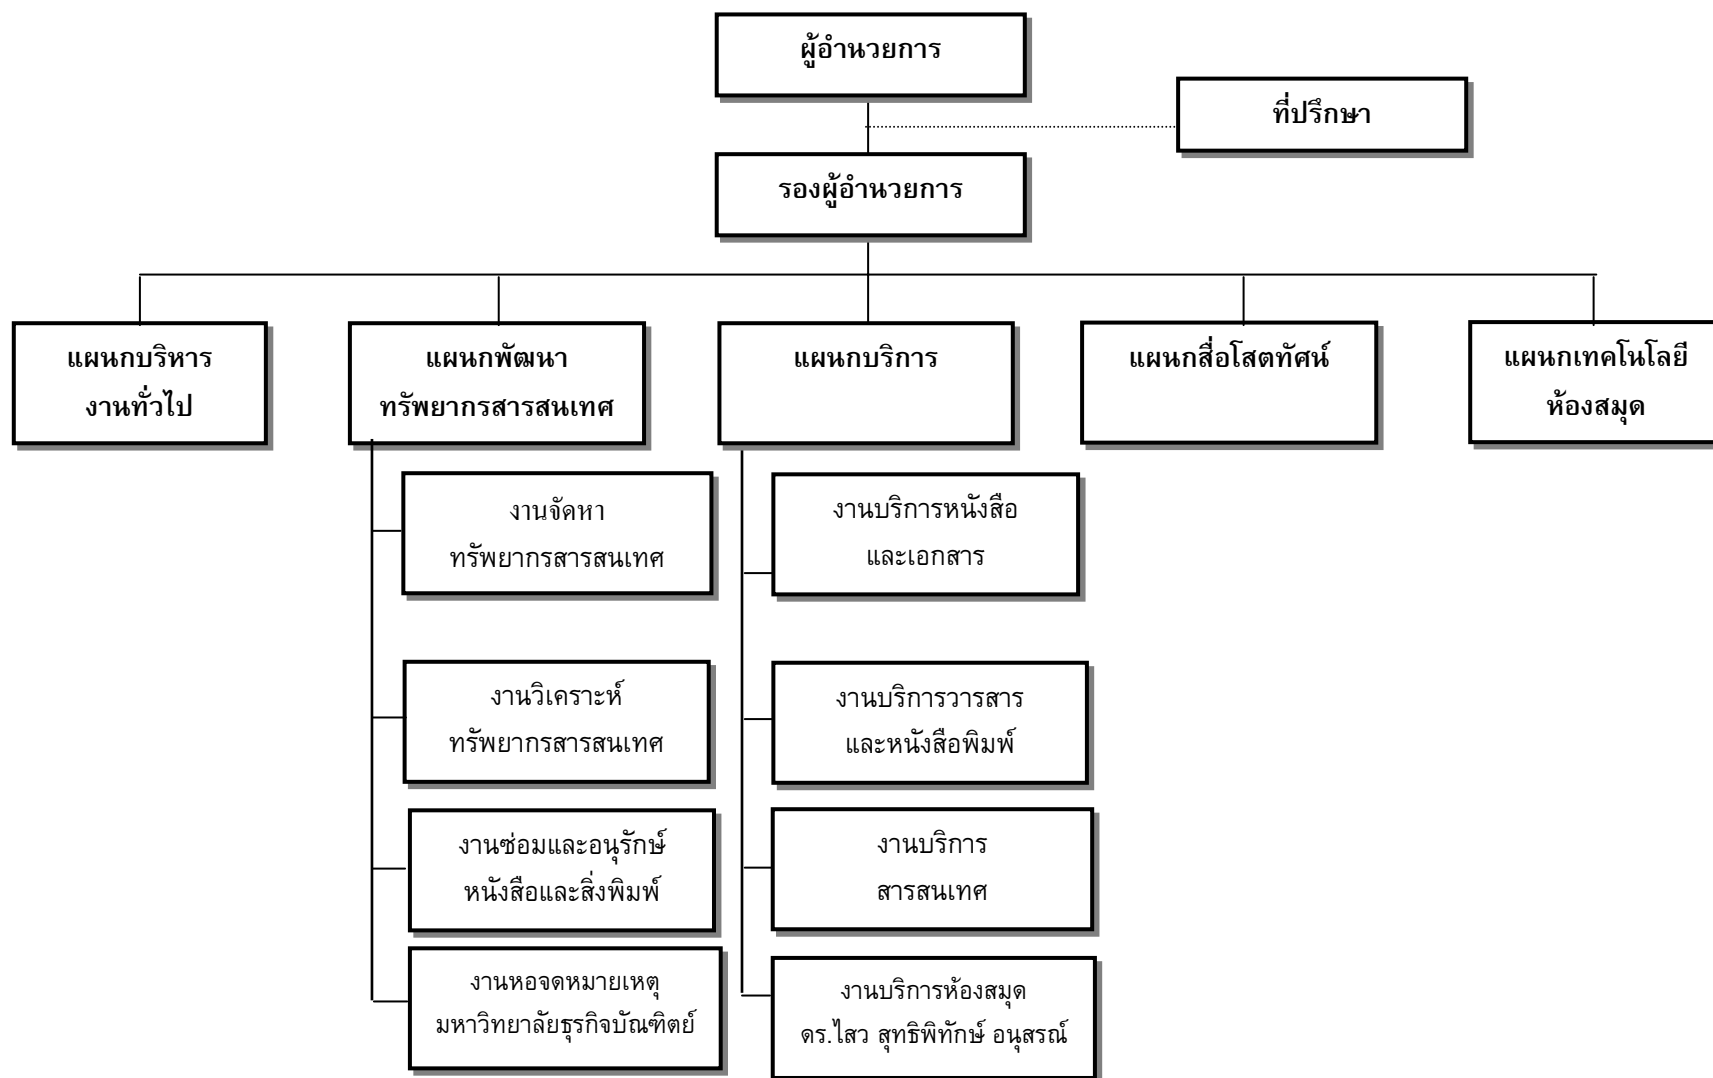 ผู้อำนวยการ
ที่ปรึกษา
รองผู้อำนวยการ
แผนกบริหาร
งานทั่วไป
แผนกพัฒนา
ทรัพยากรสารสนเทศ
แผนกบริการ
แผนกสื่อโสตทัศน์
แผนกเทคโนโลยี
ห้องสมุด
งานจัดหา
ทรัพยากรสารสนเทศ
งานวิเคราะห์
ทรัพยากรสารสนเทศ
งานซ่อมและอนุรักษ์
หนังสือและสิ่งพิมพ์
งานหอจดหมายเหตุ
มหาวิทยาลัยธุรกิจบัณฑิตย์
งานบริการหนังสือ
และเอกสาร
งานบริการวารสาร
และหนังสือพิมพ์
งานบริการ
สารสนเทศ
งานบริการห้องสมุด
ดร.ไสว สุทธิพิทักษ์ อนุสรณ์